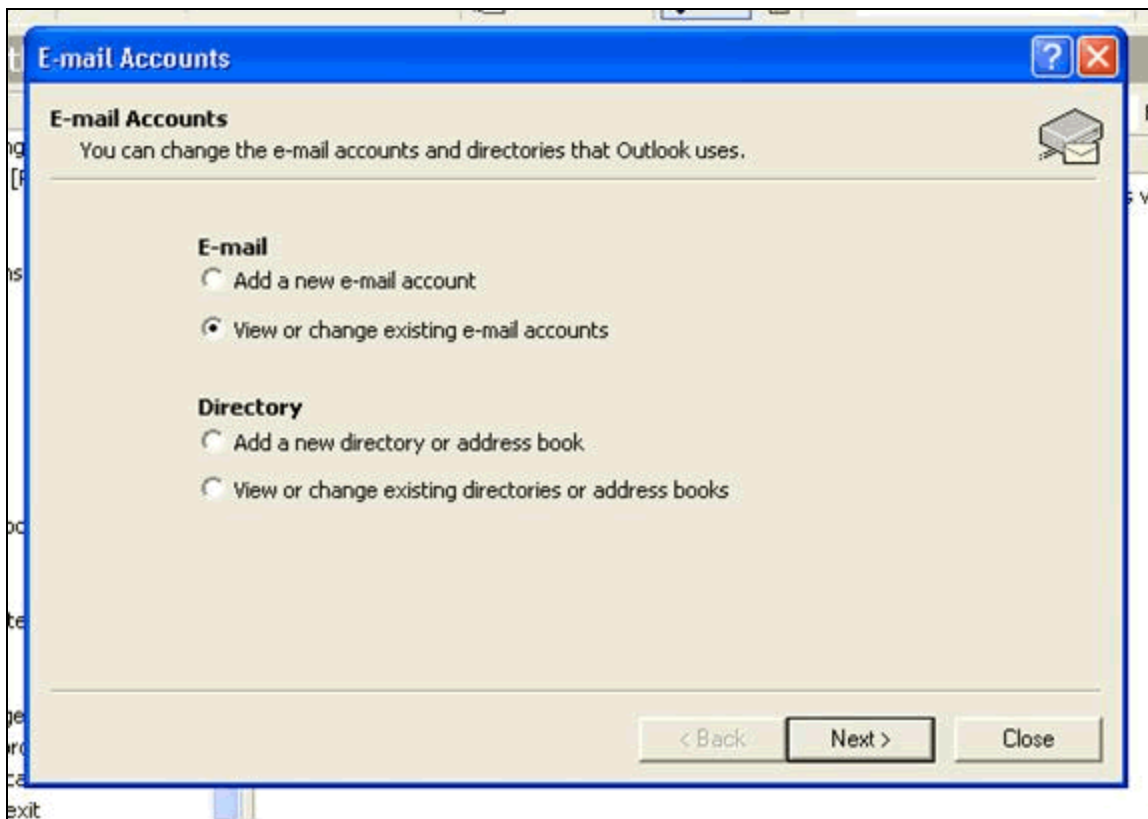 E-mail Accounts
E-mail Accounts
You can change the e-mail accounts and directories that Outlook uses.
E-mail
Add a new e-mail account
View or change existing e-mail accounts
Directory
Add a new directory or address book
View or change existing directories or address books
< Back
Next >
Close
exit